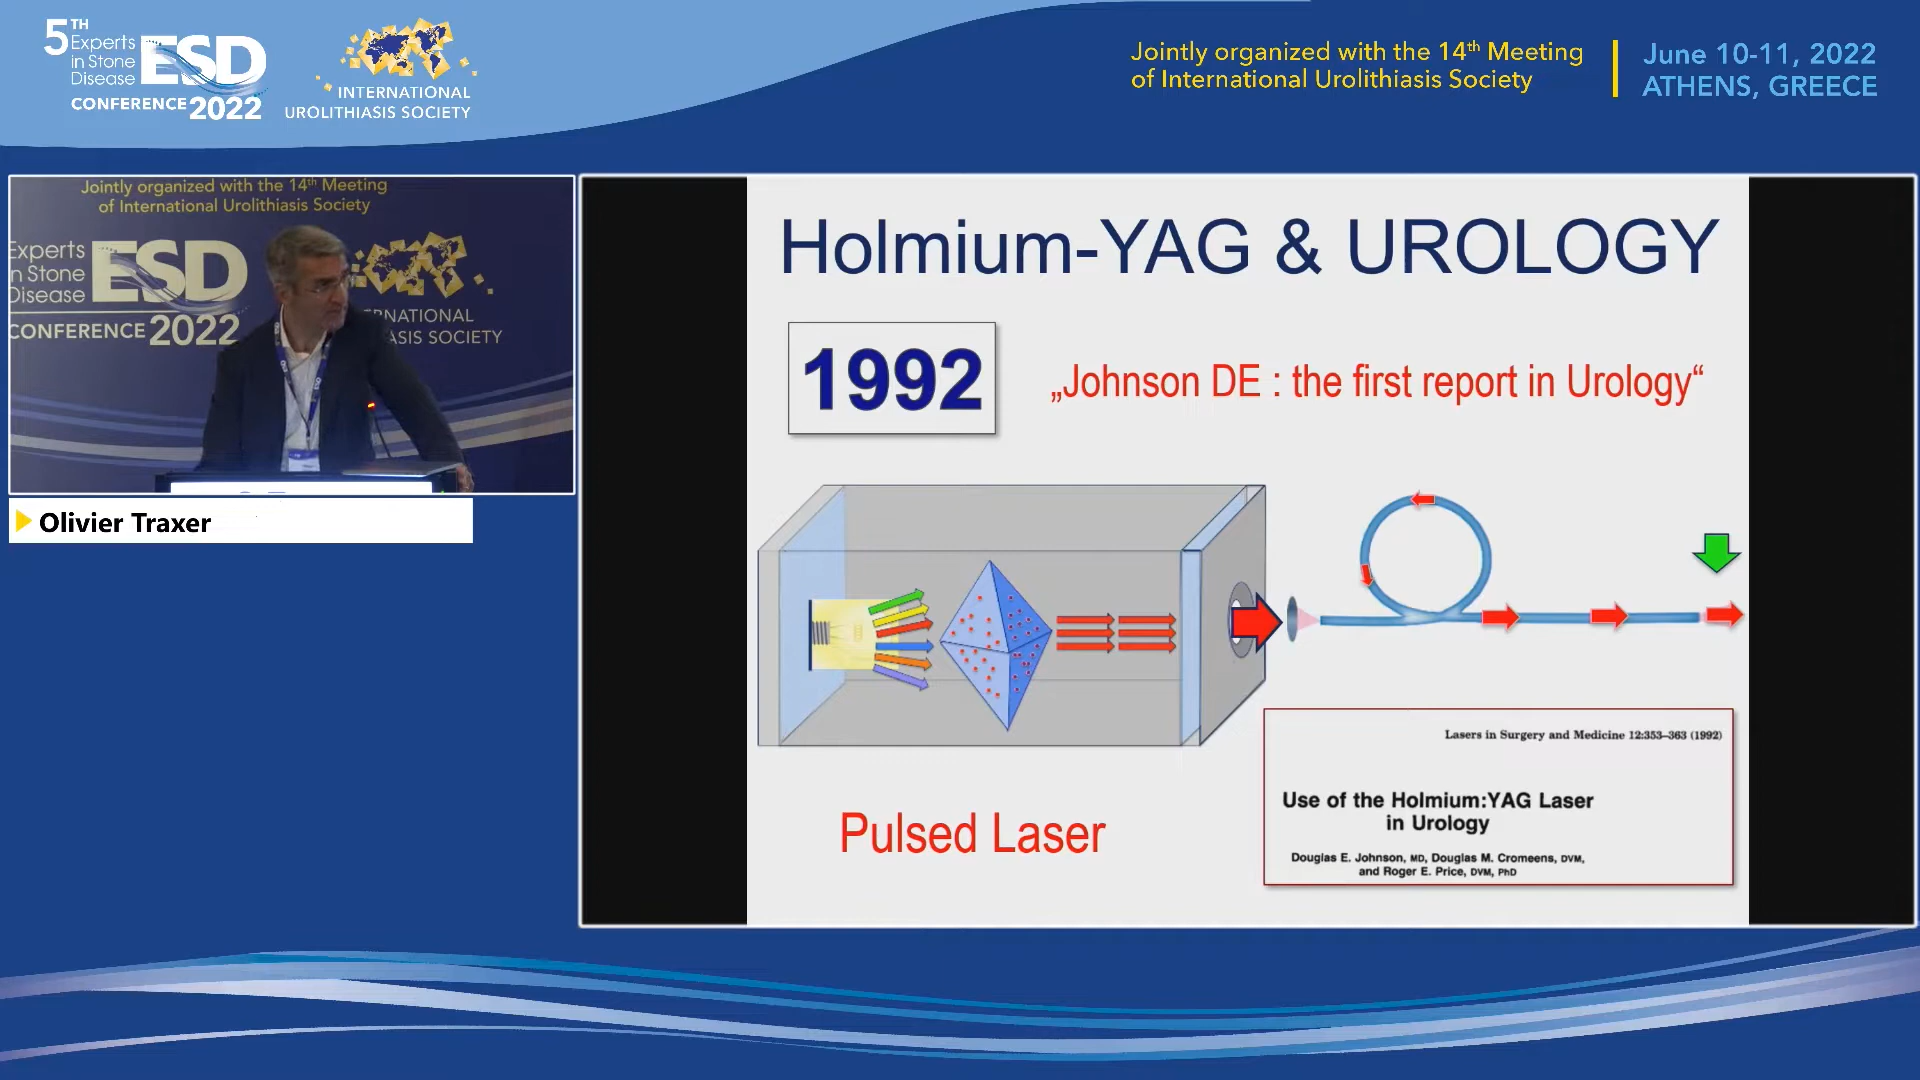 5TH Experts in Stone Disease ESD
CONFERENCE 2022
INTERNATIONAL
UROLITHIASIS SOCIETY
Jointly organized with the 14th Meeting
of International Urolithiasis Society
June 10-11, 2022
ATHENS, GREECE
Jointly organized with the 14th Meeting
of International Urolithiasis Society
Experts
in Stone
Disease
ESD
CONFERENCE 2022
RNATIONAL
IASIS SOCIETY
ESD
Olivier Traxer
Holmium-YAG & UROLOGY
1992
„Johnson DE : the first report in Urology“
Pulsed Laser
Lasers in Surgery and Medicine 12:353–363 (1992)
Use of the Holmium:YAG Laser
in Urology
Douglas E. Johnson, MD, Douglas M. Cromeens, DVM,
and Roger E. Price, DVM, PhD